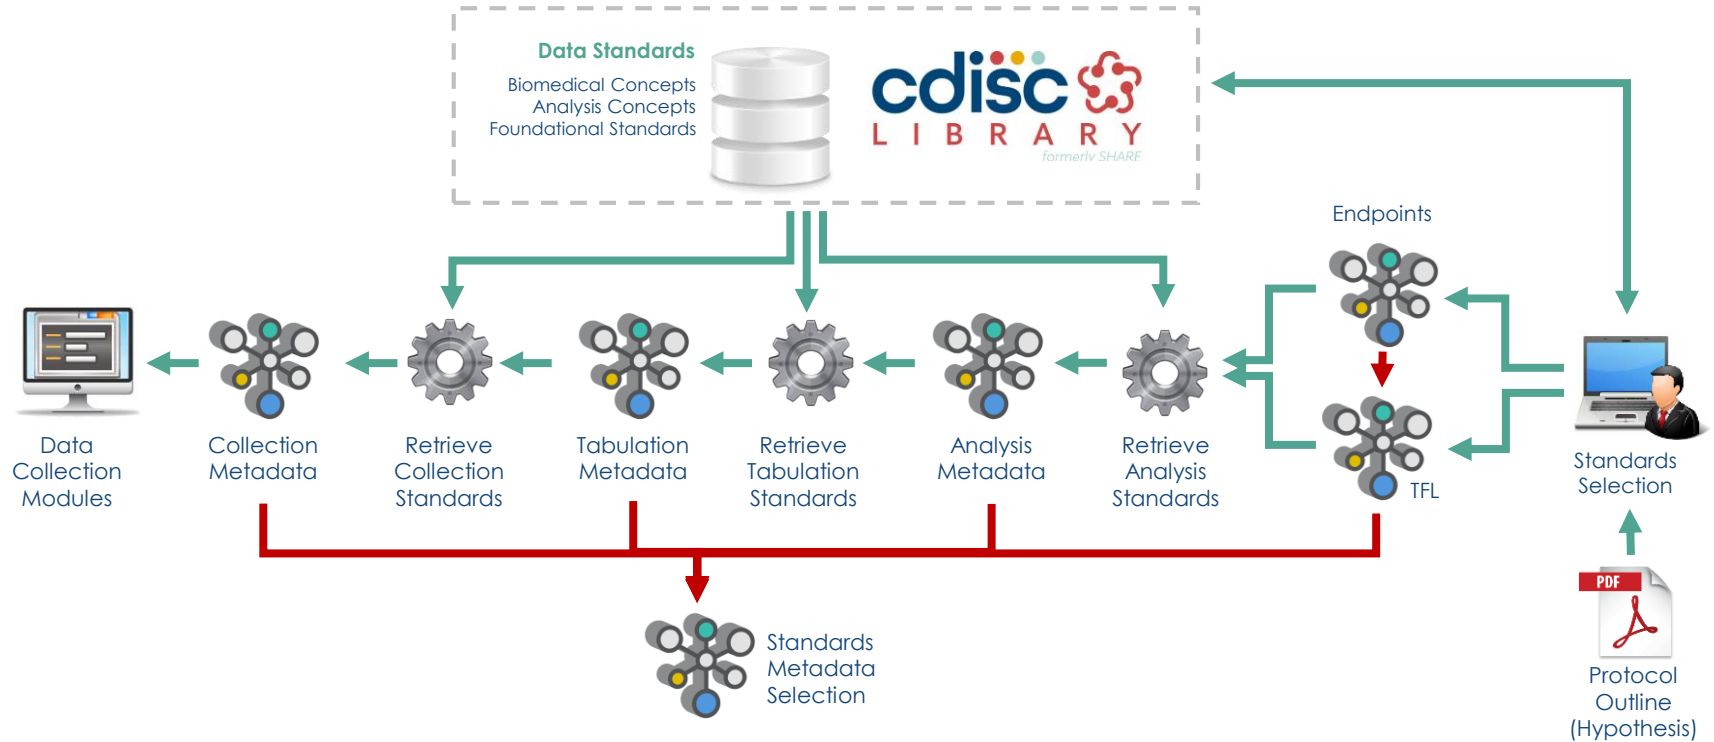 Data Standards
Biomedical Concepts
Analysis Concepts
Foundational Standards
cdisc
LIBRARY
formerly SHARE
Endpoints
TFL
Data
Collection
Modules
Collection
Metadata
Retrieve
Collection
Standards
Tabulation
Metadata
Retrieve
Tabulation
Standards
Analysis
Metadata
Retrieve
Analysis
Standards
Standards
Selection
Standards
Metadata
Selection
PDF
Protocol
Outline
(Hypothesis)